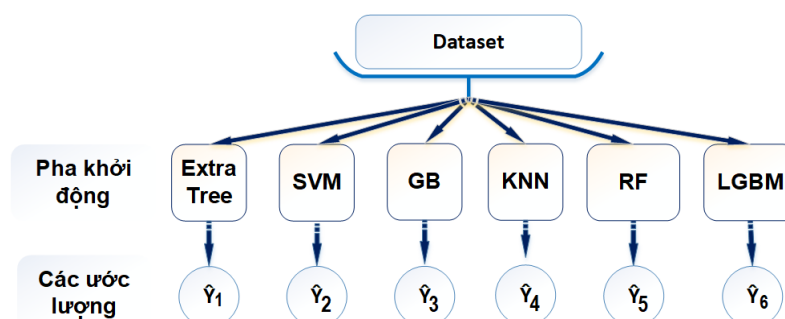 Dataset
Pha khởi
động
Extra
Tree
SVM
GB
KNN
RF
LGBM
Các ước
lượng
Ŷ1
Ŷ2
Ŷ3
Ŷ4
Ŷ5
Ŷ6